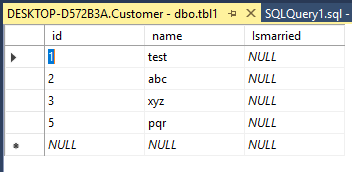 DESKTOP-D572B3A.Customer - dbo.tbl1 SQLQuery1.sql -
id name Ismarried
1 test NULL
2 abc NULL
3 xyz NULL
5 pqr NULL
NULL NULL NULL